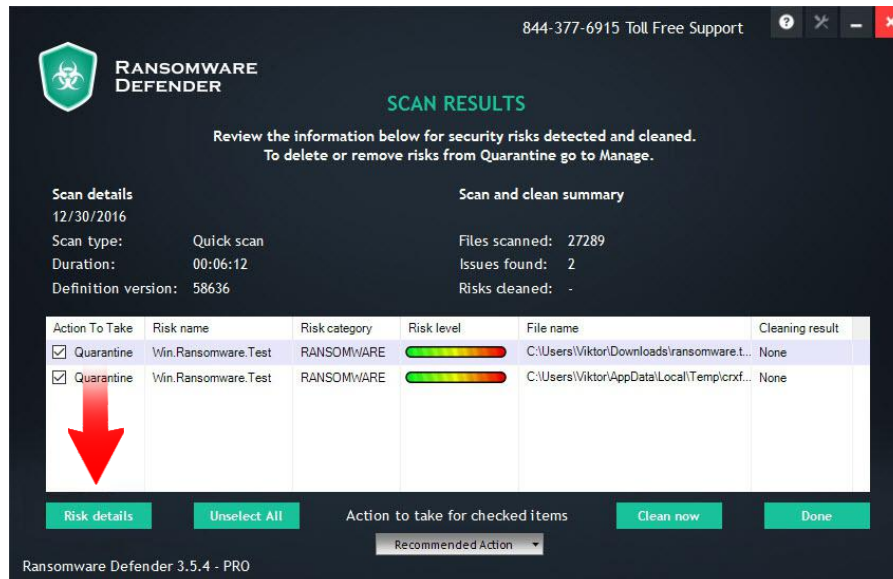 844-377-6915 Toll Free Support
RANSOMWARE
DEFENDER
SCAN RESULTS
Review the information below for security risks detected and cleaned.
To delete or remove risks from Quarantine go to Manage.
Scan details
Scan and clean summary
12/30/2016
Scan type: Quick scan
Files scanned: 27289
Duration: 00:06:12
Issues found: 2
Definition version: 58636
Risks cleaned: -
Action To Take Risk name Risk category Risk level File name Cleaning result
Quarantine Win.Ransomware.Test RANSOMWARE C:\Users\Viktor\Downloads\ransomware.t... None
Quarantine Win.Ransomware.Test RANSOMWARE C:\Users\Viktor\AppData\Local\Temp\crxf... None
Risk details Unselect All Action to take for checked items Clean now Done
Recommended Action
Ransomware Defender 3.5.4 - PRO